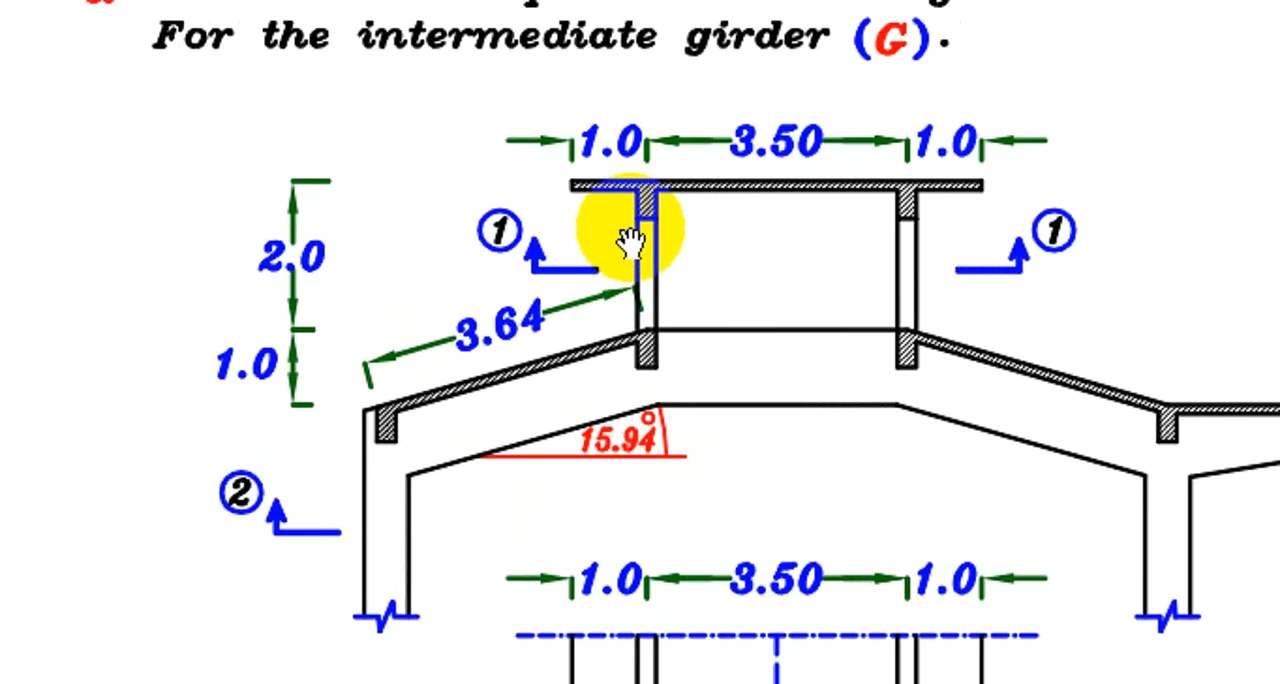 For the intermediate girder (G).
1.0 3.50 1.0
1 1
2.0
3.64
1.0
15.94°
2
1.0 3.50 1.0